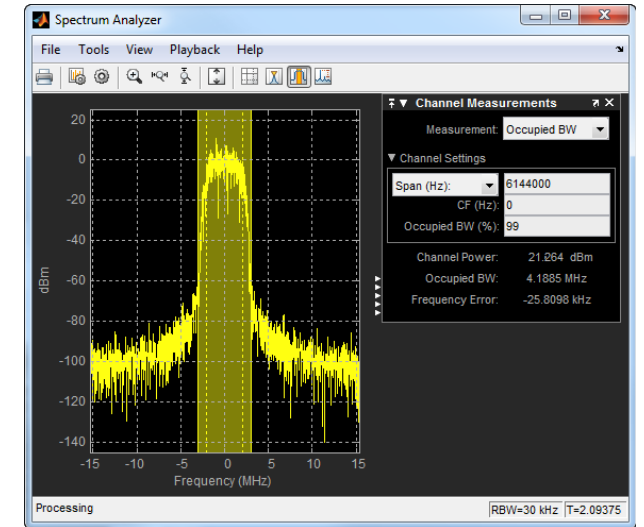 Spectrum Analyzer
File Tools View Playback Help
Channel Measurements
Measurement: Occupied BW
Channel Settings
Span (Hz): 6144000
CF (Hz): 0
Occupied BW (%): 99
Channel Power: 21.264 dBm
Occupied BW: 4.1885 MHz
Frequency Error: -25.8098 kHz
20
0
-20
-40
-60
-80
-100
-120
-140
dBm
-15 -10 -5 0 5 10 15
Frequency (MHz)
Processing RBW=30 kHz T=2.09375